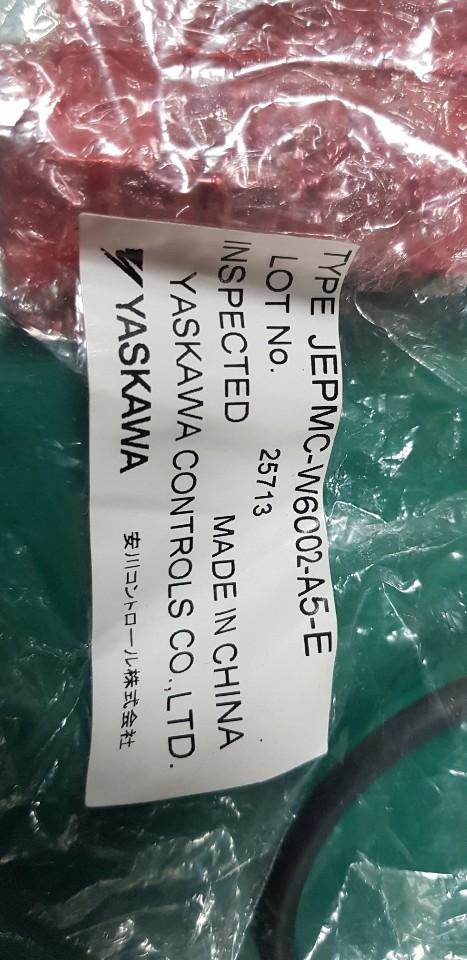 TYPE JEPMC-W6002-A5-E
LOT No. 25713
INSPECTED MADE IN CHINA
YASKAWA CONTROLS CO.,LTD.
YASKAWA 安川コントロール株式会社